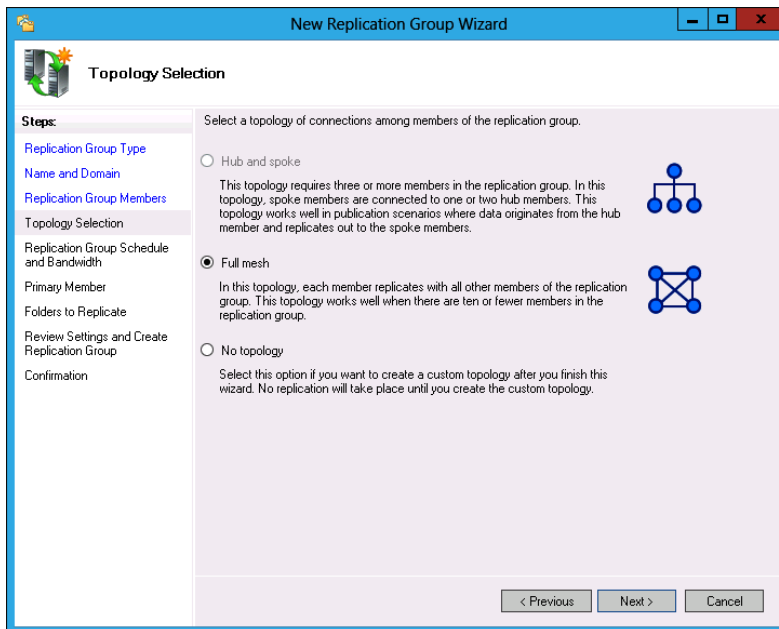 New Replication Group Wizard
Topology Selection
Steps:
Replication Group Type
Name and Domain
Replication Group Members
Topology Selection
Replication Group Schedule
and Bandwidth
Primary Member
Folders to Replicate
Review Settings and Create
Replication Group
Confirmation
Select a topology of connections among members of the replication group.
Hub and spoke
This topology requires three or more members in the replication group. In this
topology, spoke members are connected to one or two hub members. This
topology works well in publication scenarios where data originates from the hub
member and replicates out to the spoke members.
Full mesh
In this topology, each member replicates with all other members of the replication
group. This topology works well when there are ten or fewer members in the
replication group.
No topology
Select this option if you want to create a custom topology after you finish this
wizard. No replication will take place until you create the custom topology.
< Previous
Next >
Cancel